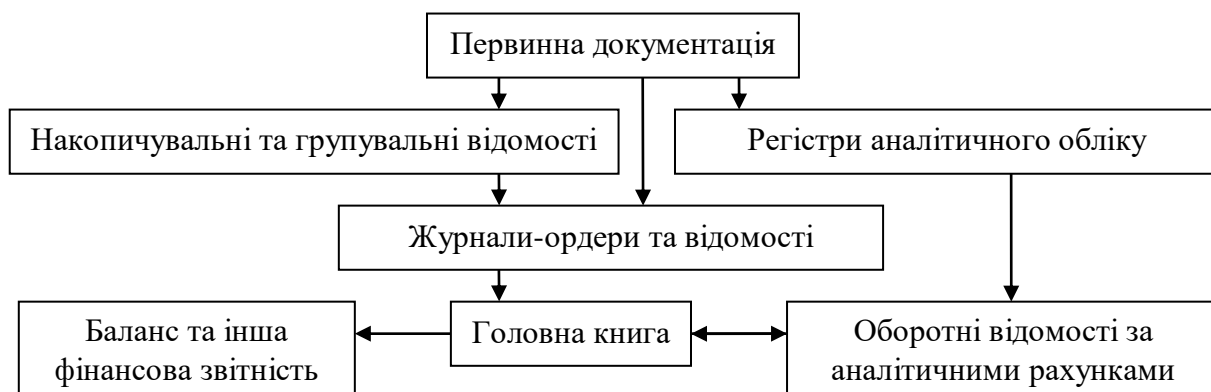 Первинна документація
Накопичувальні та групувальні відомості
Регістри аналітичного обліку
Журнали-ордери та відомості
Баланс та інша
фінансова звітність
Головна книга
Оборотні відомості за
аналітичними рахунками